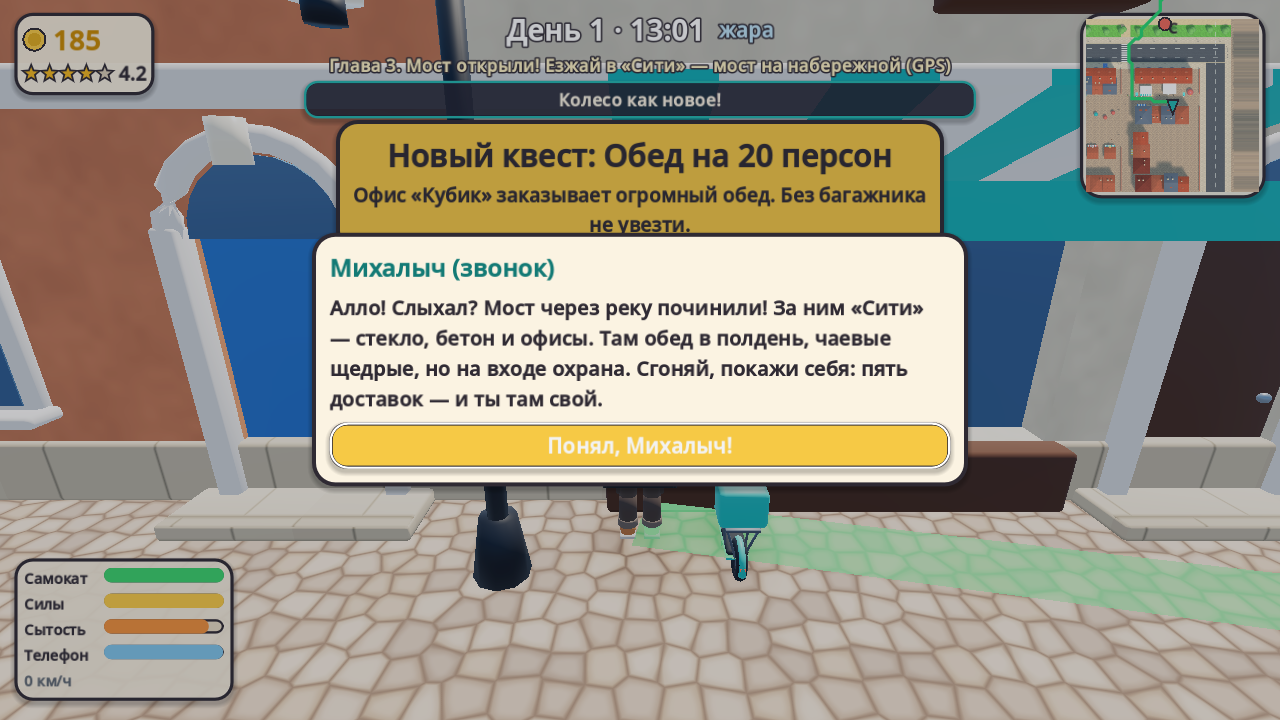 185
4.2
День 1 · 13:01 жара
Глава 3. Мост открыли! Езжай в «Сити» — мост на набережной (GPS)
Колесо как новое!
Новый квест: Обед на 20 персон
Офис «Кубик» заказывает огромный обед. Без багажника
не увезти.
Михалыч (звонок)
Алло! Слыхал? Мост через реку починили! За ним «Сити»
— стекло, бетон и офисы. Там обед в полдень, чаевые
щедрые, но на входе охрана. Сгоняй, покажи себя: пять
доставок — и ты там свой.
Понял, Михалыч!
Самокат
Силы
Сытость
Телефон
0 км/ч